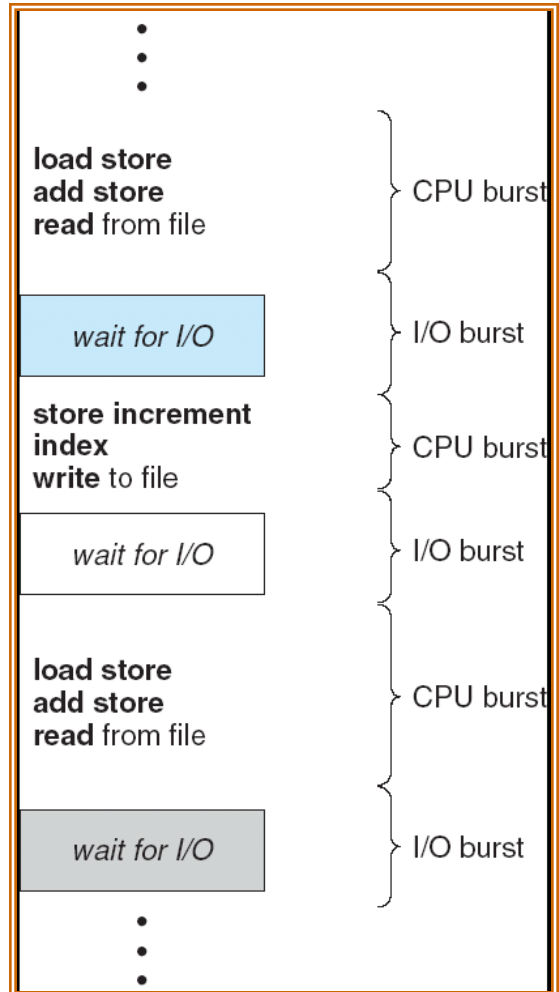 load store
add store
read from file
CPU burst
wait for I/O
I/O burst
store increment
index
write to file
CPU burst
wait for I/O
I/O burst
load store
add store
read from file
CPU burst
wait for I/O
I/O burst